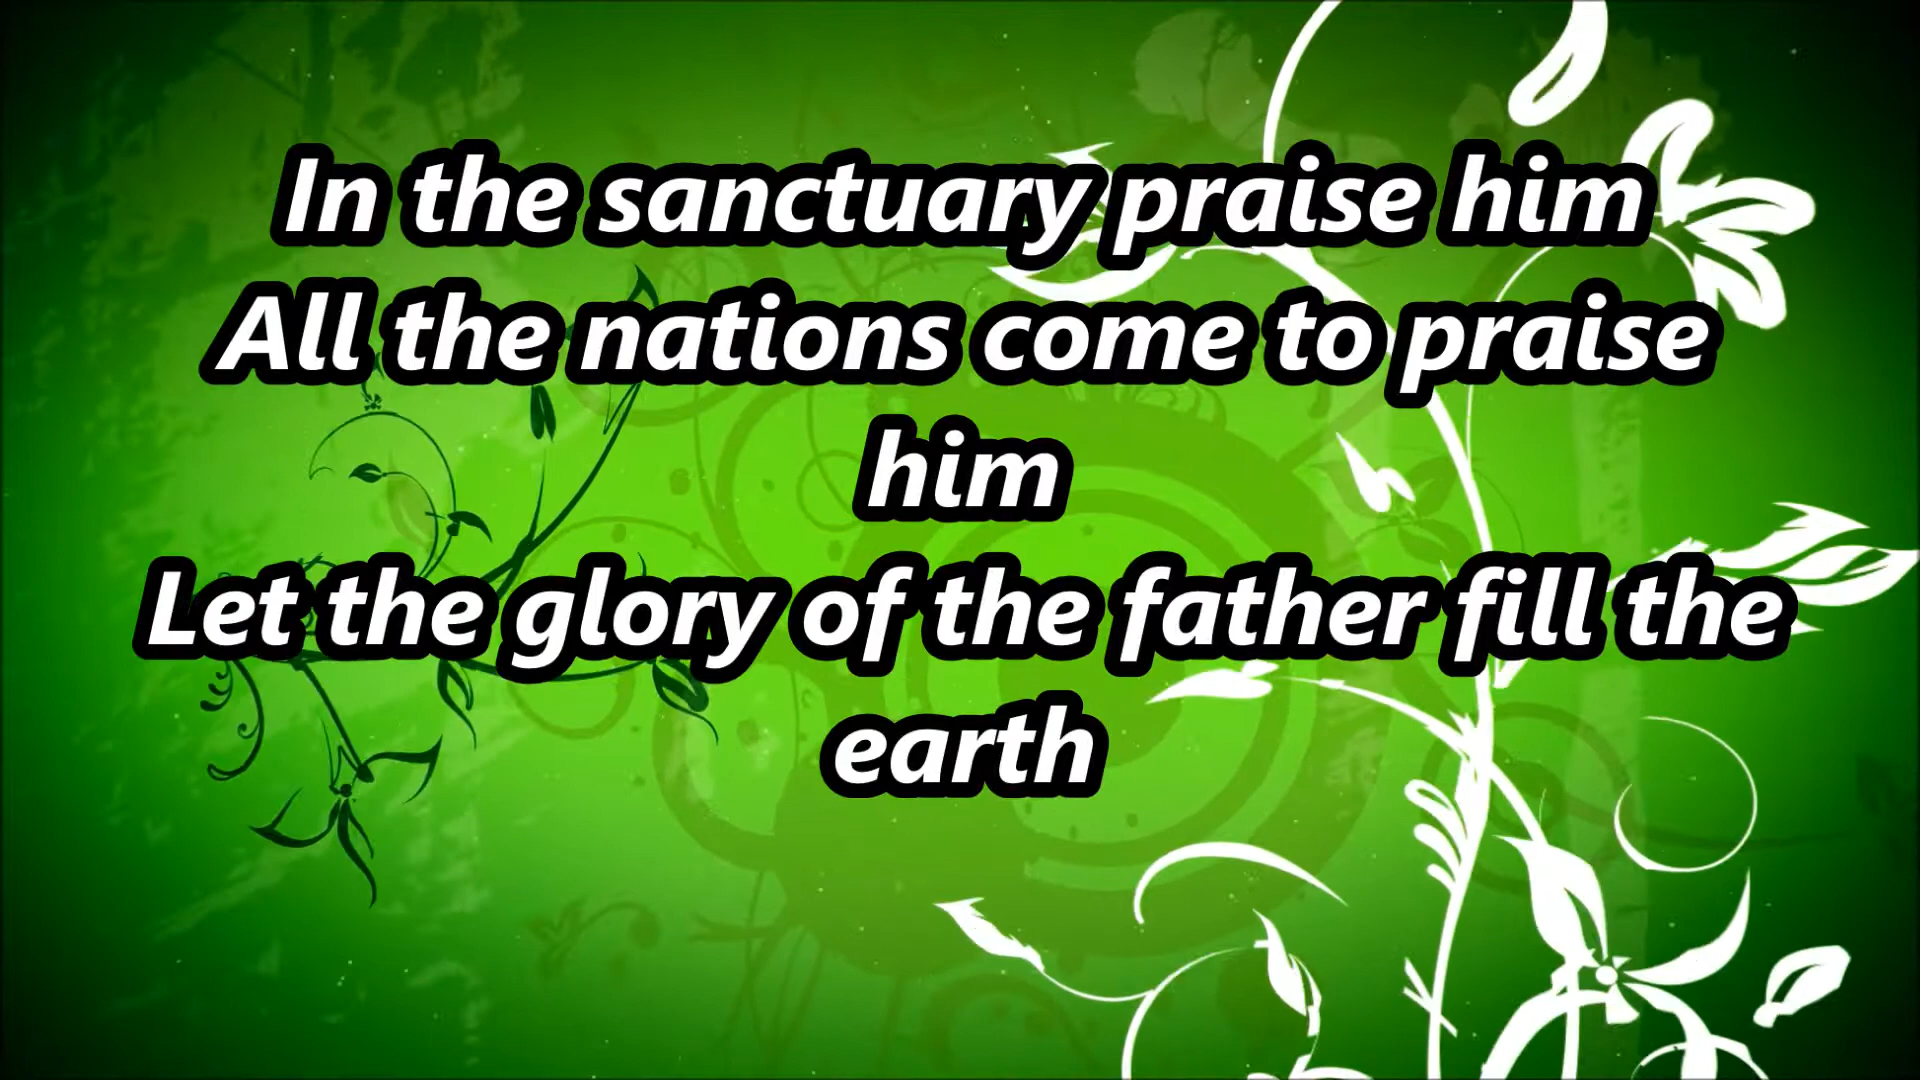 In the sanctuary praise him
All the nations come to praise
him
Let the glory of the father fill the
earth